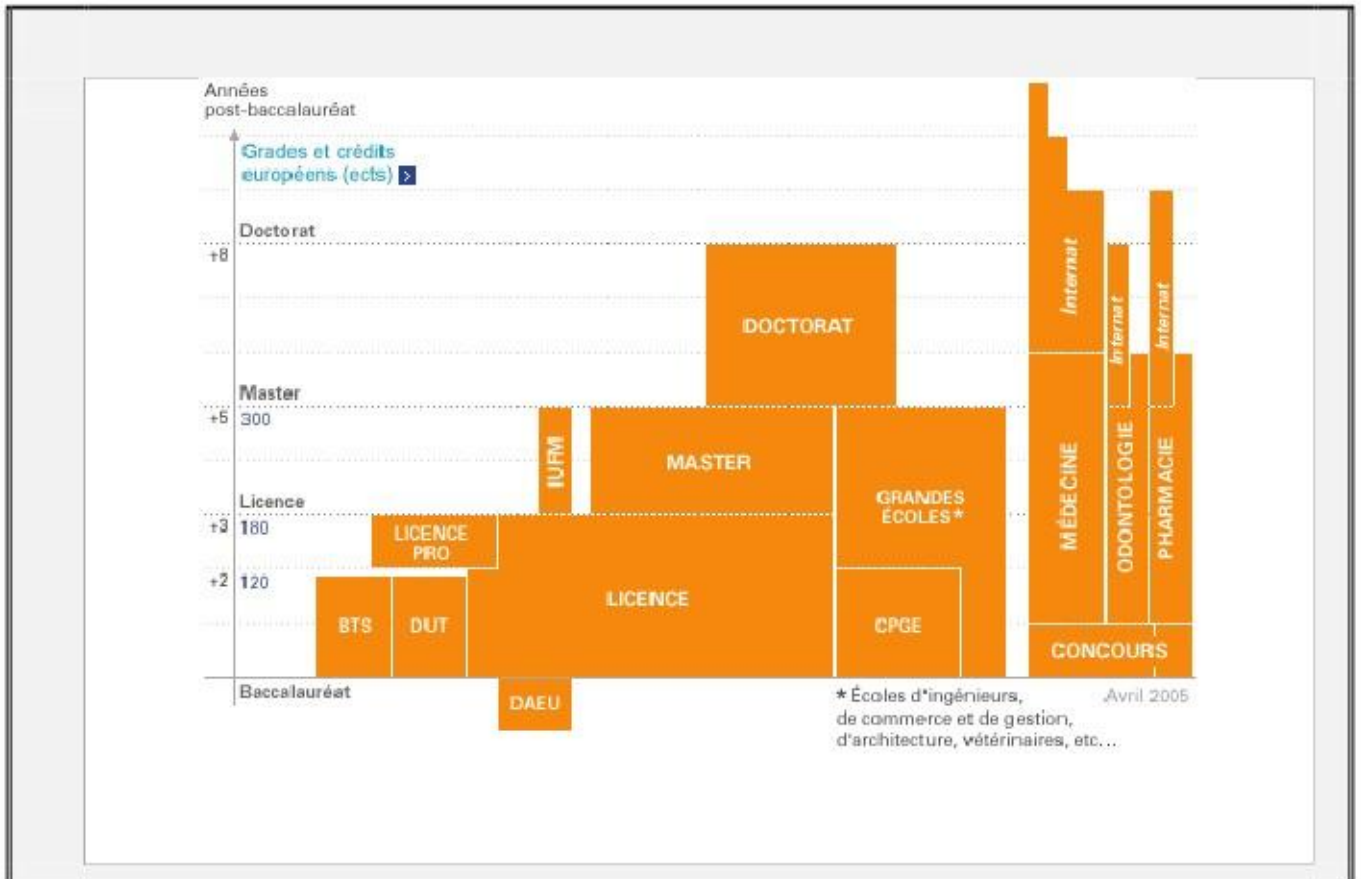 Années
post-baccalauréat
Grades et crédits
européens (ects) >
Doctorat
+8
DOCTORAT
Internat
Internat
Internat
Master
+5 300
IUFM
MASTER
GRANDES
ÉCOLES*
MÉDECINE
ODONTOLOGIE
PHARMACIE
Licence
+3 180
LICENCE
PRO
+2 120
LICENCE
BTS
DUT
CPGE
CONCOURS
Baccalauréat
DAEU
* Écoles d'ingénieurs,
de commerce et de gestion,
d'architecture, vétérinaires, etc...
Avril 2005